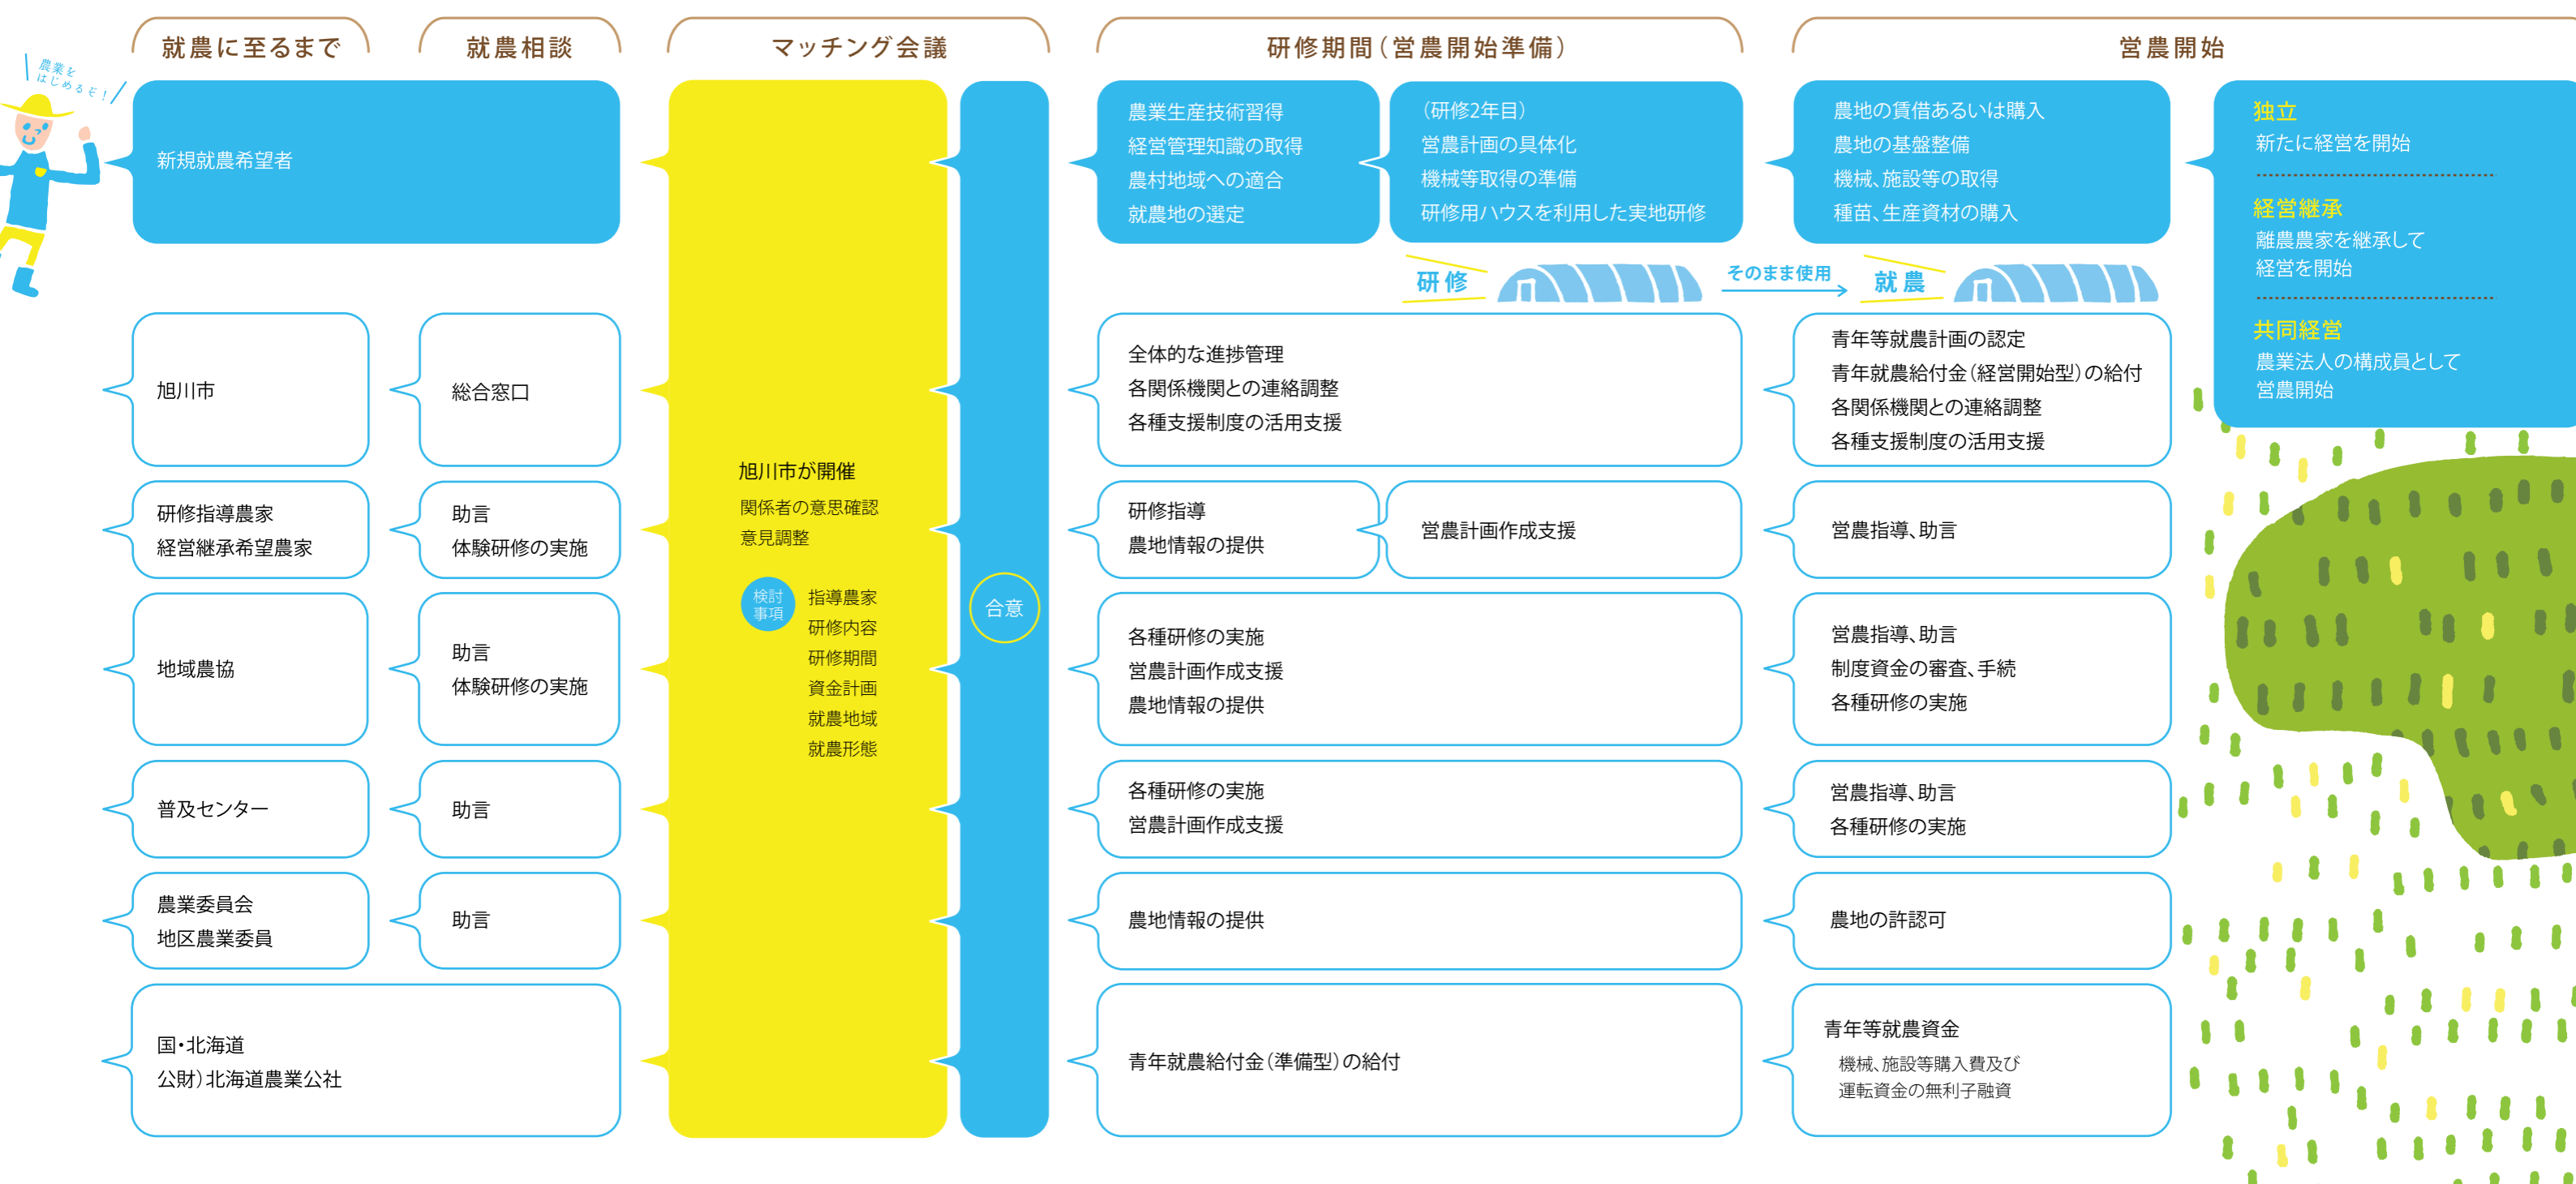 就農に至るまで
就農相談
マッチング会議
研修期間（営農開始準備）
営農開始
農業を
はじめるぞ！
新規就農希望者
農業生産技術習得
経営管理知識の取得
農村地域への適合
就農地の選定
（研修2年目）
営農計画の具体化
機械等取得の準備
研修用ハウスを利用した実地研修
農地の賃借あるいは購入
農地の基盤整備
機械、施設等の取得
種苗、生産資材の購入
独立
新たに経営を開始
経営継承
離農農家を継承して
経営を開始
共同経営
農業法人の構成員として
営農開始
研修
そのまま使用
就農
旭川市
総合窓口
旭川市が開催
関係者の意思確認
意見調整
検討
事項
指導農家
研修内容
研修期間
資金計画
就農地域
就農形態
合意
全体的な進捗管理
各関係機関との連絡調整
各種支援制度の活用支援
青年等就農計画の認定
青年就農給付金（経営開始型）の給付
各関係機関との連絡調整
各種支援制度の活用支援
研修指導農家
経営継承希望農家
助言
体験研修の実施
研修指導
農地情報の提供
営農計画作成支援
営農指導、助言
地域農協
助言
体験研修の実施
各種研修の実施
営農計画作成支援
農地情報の提供
営農指導、助言
制度資金の審査、手続
各種研修の実施
普及センター
助言
各種研修の実施
営農計画作成支援
営農指導、助言
各種研修の実施
農業委員会
地区農業委員
助言
農地情報の提供
農地の許認可
国・北海道
公財）北海道農業公社
青年就農給付金（準備型）の給付
青年等就農資金
機械、施設等購入費及び
運転資金の無利子融資